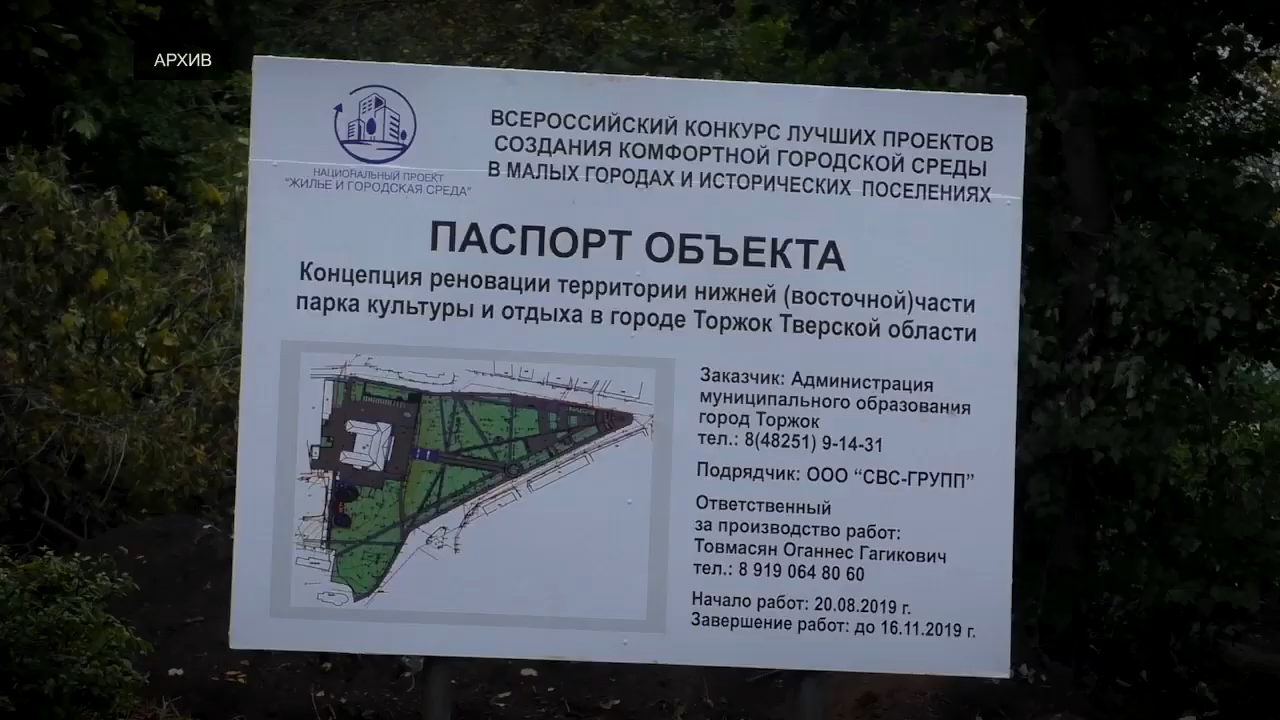 АРХИВ
НАЦИОНАЛЬНЫЙ ПРОЕКТ
"ЖИЛЬЕ И ГОРОДСКАЯ СРЕДА"
ВСЕРОССИЙСКИЙ КОНКУРС ЛУЧШИХ ПРОЕКТОВ
СОЗДАНИЯ КОМФОРТНОЙ ГОРОДСКОЙ СРЕДЫ
В МАЛЫХ ГОРОДАХ И ИСТОРИЧЕСКИХ ПОСЕЛЕНИЯХ
ПАСПОРТ ОБЪЕКТА
Концепция реновации территории нижней (восточной)части
парка культуры и отдыха в городе Торжок Тверской области
Заказчик: Администрация
муниципального образования
город Торжок
тел.: 8(48251) 9-14-31
Подрядчик: ООО “СВС-ГРУПП”
Ответственный
за производство работ:
Товмасян Оганнес Гагикович
тел.: 8 919 064 80 60
Начало работ: 20.08.2019 г.
Завершение работ: до 16.11.2019 г.